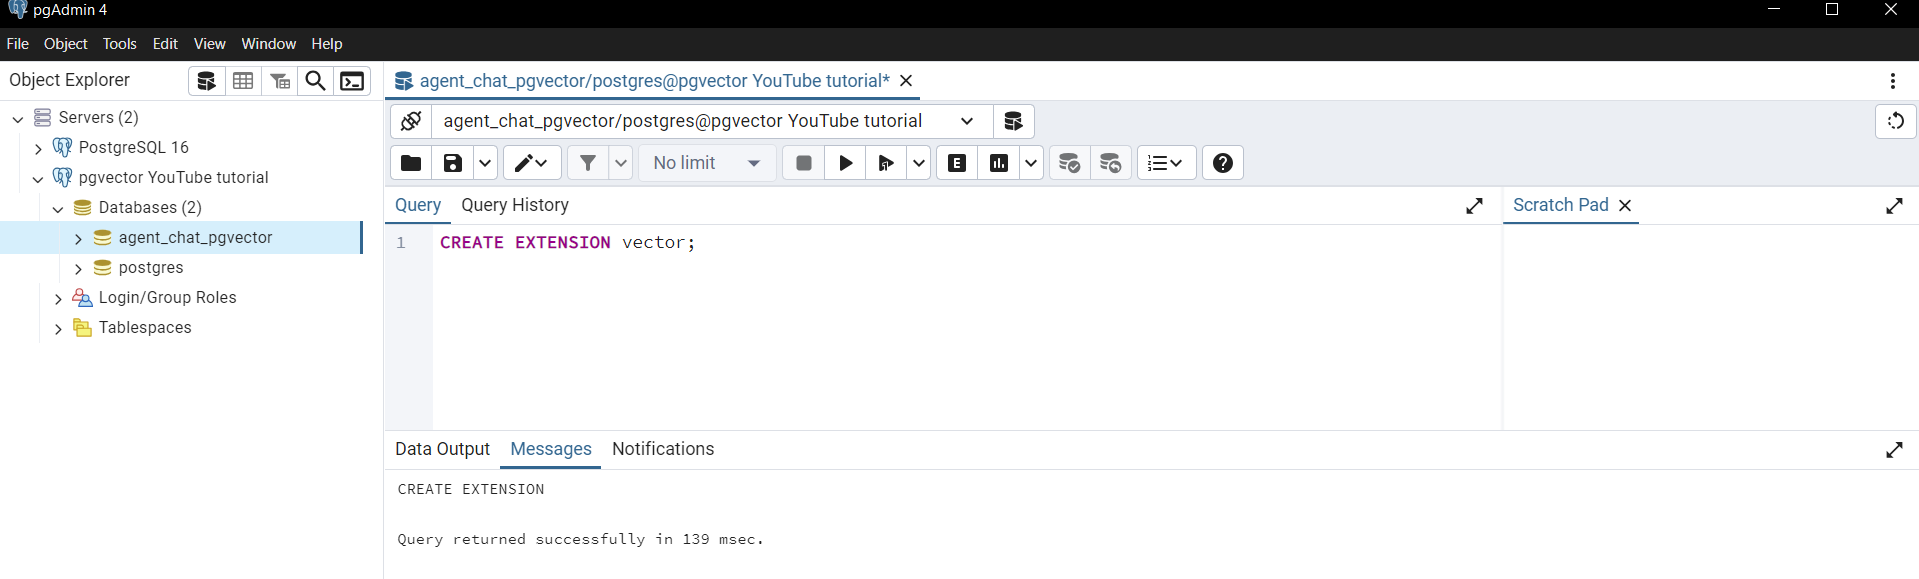 pgAdmin 4
File Object Tools Edit View Window Help
Object Explorer
Servers (2)
PostgreSQL 16
pgvector YouTube tutorial
Databases (2)
agent_chat_pgvector
postgres
Login/Group Roles
Tablespaces
agent_chat_pgvector/postgres@pgvector YouTube tutorial*
agent_chat_pgvector/postgres@pgvector YouTube tutorial
No limit
E
Query Query History
Scratch Pad
1 CREATE EXTENSION vector;
Data Output Messages Notifications
CREATE EXTENSION
Query returned successfully in 139 msec.